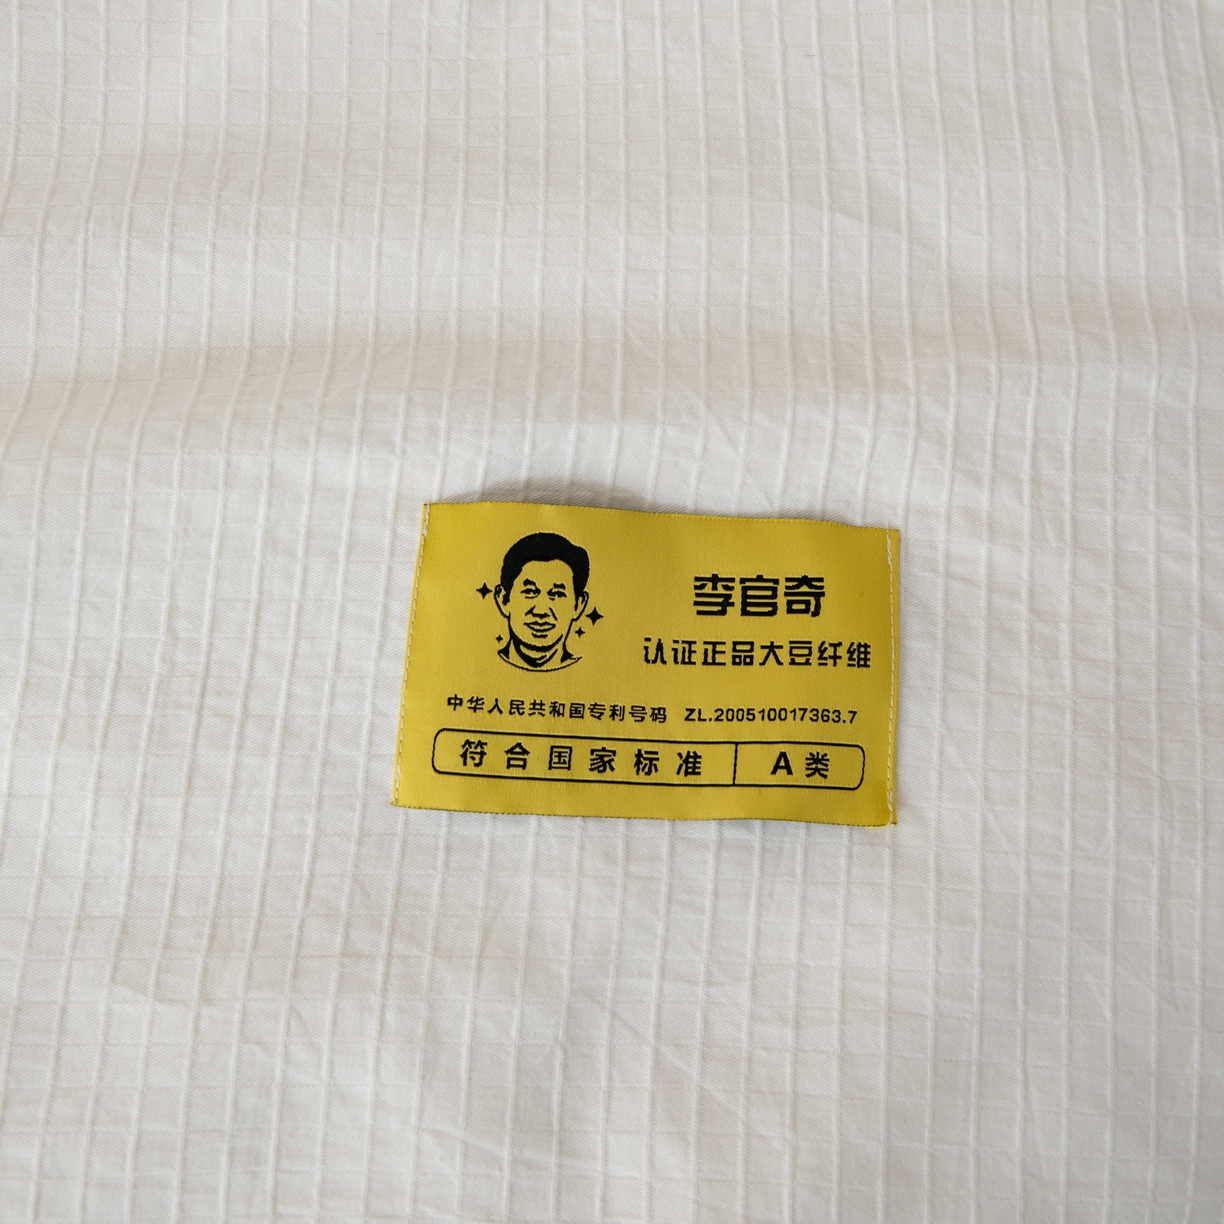 李官奇
认证正品大豆纤维
中华人民共和国专利号码 ZL.200510017363.7
符合国家标准 A类